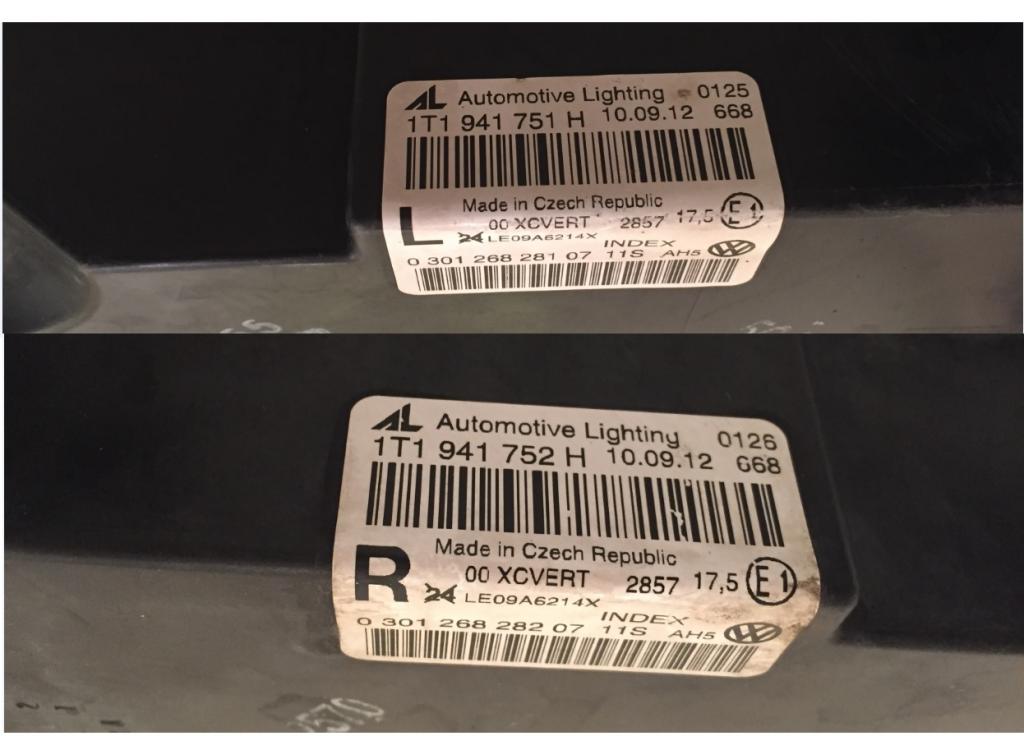 AL Automotive Lighting 0125
1T1 941 751 H 10.09.12 668
Made in Czech Republic
L 00 XCVERT 2857 17,5 E1
24 LE09A6214X
INDEX
0 301 268 281 07 11S AH5 VW
AL Automotive Lighting 0126
1T1 941 752 H 10.09.12 668
Made in Czech Republic
R 00 XCVERT 2857 17,5 E1
24 LE09A6214X
INDEX
0 301 268 282 07 11S AH5 VW